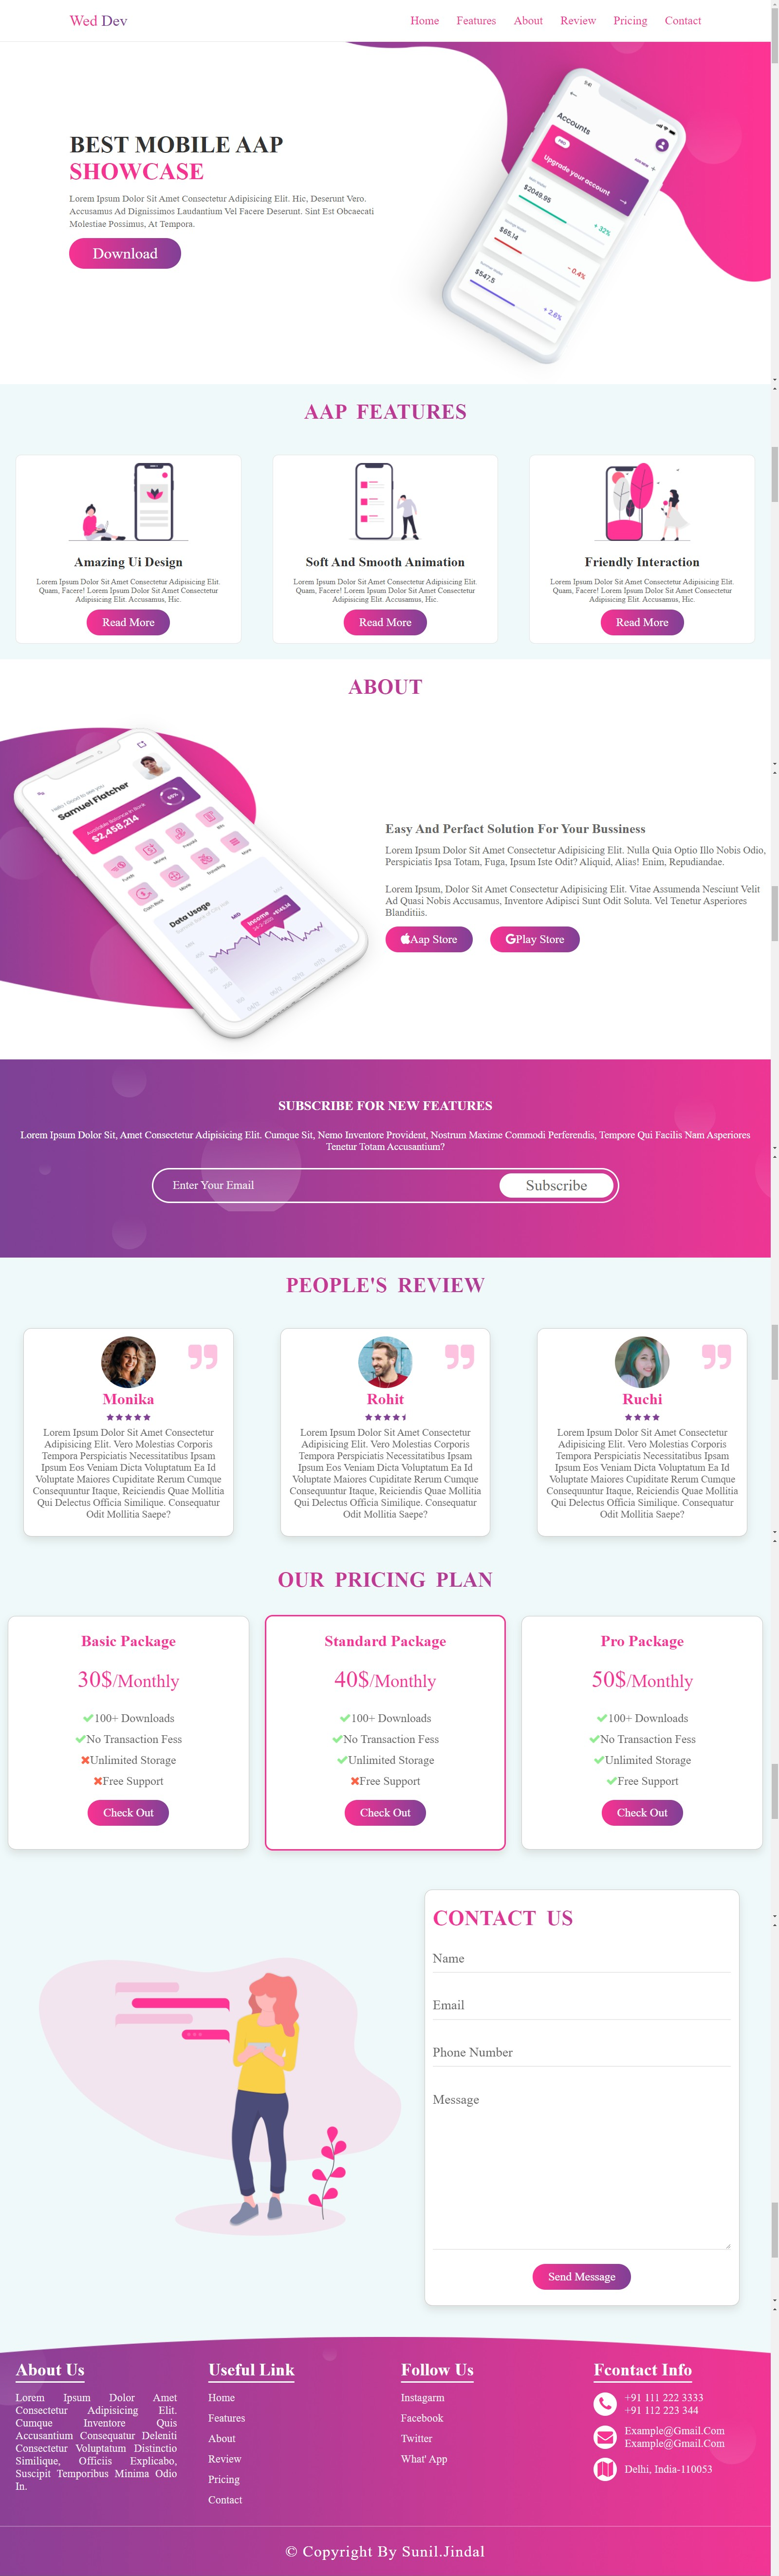 Wed Dev
Home Features About Review Pricing Contact
BEST MOBILE AAP
SHOWCASE
Lorem Ipsum Dolor Sit Amet Consectetur Adipisicing Elit. Hic, Deserunt Vero.
Accusamus Ad Dignissimos Laudantium Vel Facere Deserunt. Sint Est Obcaecati
Molestiae Possimus, At Tempora.
Download
9:41
Accounts
PRO
Upgrade your account
$2049.95
+ 32%
$65.14
- 0.4%
$547.5
+ 2.6%
AAP FEATURES
Amazing Ui Design
Lorem Ipsum Dolor Sit Amet Consectetur Adipisicing Elit.
Quam, Facere! Lorem Ipsum Dolor Sit Amet Consectetur
Adipisicing Elit. Accusamus, Hic.
Read More
Soft And Smooth Animation
Lorem Ipsum Dolor Sit Amet Consectetur Adipisicing Elit.
Quam, Facere! Lorem Ipsum Dolor Sit Amet Consectetur
Adipisicing Elit. Accusamus, Hic.
Read More
Friendly Interaction
Lorem Ipsum Dolor Sit Amet Consectetur Adipisicing Elit.
Quam, Facere! Lorem Ipsum Dolor Sit Amet Consectetur
Adipisicing Elit. Accusamus, Hic.
Read More
ABOUT
Hello ! Good to see you
Samuel Flatcher
Available Balance in Bank
$2,458,214
69%
Funds
Money
Prepaid
Bills
Cash Back
Movie
Travelling
More
Data Usage
Income
Easy And Perfact Solution For Your Bussiness
Lorem Ipsum Dolor Sit Amet Consectetur Adipisicing Elit. Nulla Quia Optio Illo Nobis Odio,
Perspiciatis Ipsa Totam, Fuga, Ipsum Iste Odit? Aliquid, Alias! Enim, Repudiandae.
Lorem Ipsum, Dolor Sit Amet Consectetur Adipisicing Elit. Vitae Assumenda Nesciunt Velit
Ad Quasi Nobis Accusamus, Inventore Adipisci Sunt Odit Soluta. Vel Tenetur Asperiores
Blanditiis.
Aap Store
Play Store
SUBSCRIBE FOR NEW FEATURES
Lorem Ipsum Dolor Sit, Amet Consectetur Adipisicing Elit. Cumque Sit, Nemo Inventore Provident, Nostrum Maxime Commodi Perferendis, Tempore Qui Facilis Nam Asperiores
Tenetur Totam Accusantium?
Enter Your Email
Subscribe
PEOPLE'S REVIEW
Monika
Lorem Ipsum Dolor Sit Amet Consectetur
Adipisicing Elit. Vero Molestias Corporis
Tempora Perspiciatis Necessitatibus Ipsam
Ipsum Eos Veniam Dicta Voluptatum Ea Id
Voluptate Maiores Cupiditate Rerum Cumque
Consequuntur Itaque, Reiciendis Quae Mollitia
Qui Delectus Officia Similique. Consequatur
Odit Mollitia Saepe?
Rohit
Lorem Ipsum Dolor Sit Amet Consectetur
Adipisicing Elit. Vero Molestias Corporis
Tempora Perspiciatis Necessitatibus Ipsam
Ipsum Eos Veniam Dicta Voluptatum Ea Id
Voluptate Maiores Cupiditate Rerum Cumque
Consequuntur Itaque, Reiciendis Quae Mollitia
Qui Delectus Officia Similique. Consequatur
Odit Mollitia Saepe?
Ruchi
Lorem Ipsum Dolor Sit Amet Consectetur
Adipisicing Elit. Vero Molestias Corporis
Tempora Perspiciatis Necessitatibus Ipsam
Ipsum Eos Veniam Dicta Voluptatum Ea Id
Voluptate Maiores Cupiditate Rerum Cumque
Consequuntur Itaque, Reiciendis Quae Mollitia
Qui Delectus Officia Similique. Consequatur
Odit Mollitia Saepe?
OUR PRICING PLAN
Basic Package
30$/Monthly
100+ Downloads
No Transaction Fess
Unlimited Storage
Free Support
Check Out
Standard Package
40$/Monthly
100+ Downloads
No Transaction Fess
Unlimited Storage
Free Support
Check Out
Pro Package
50$/Monthly
100+ Downloads
No Transaction Fess
Unlimited Storage
Free Support
Check Out
CONTACT US
Name
Email
Phone Number
Message
Send Message
About Us
Lorem Ipsum Dolor Amet
Consectetur Adipisicing Elit.
Cumque Inventore Quis
Accusantium Consequatur Deleniti
Consectetur Voluptatum Distinctio
Similique, Officiis Explicabo,
Suscipit Temporibus Minima Odio
In.
Useful Link
Home
Features
About
Review
Pricing
Contact
Follow Us
Instagarm
Facebook
Twitter
What' App
Fcontact Info
+91 111 222 3333
+91 112 223 344
Example@Gmail.Com
Example@Gmail.Com
Delhi, India-110053
© Copyright By Sunil.Jindal